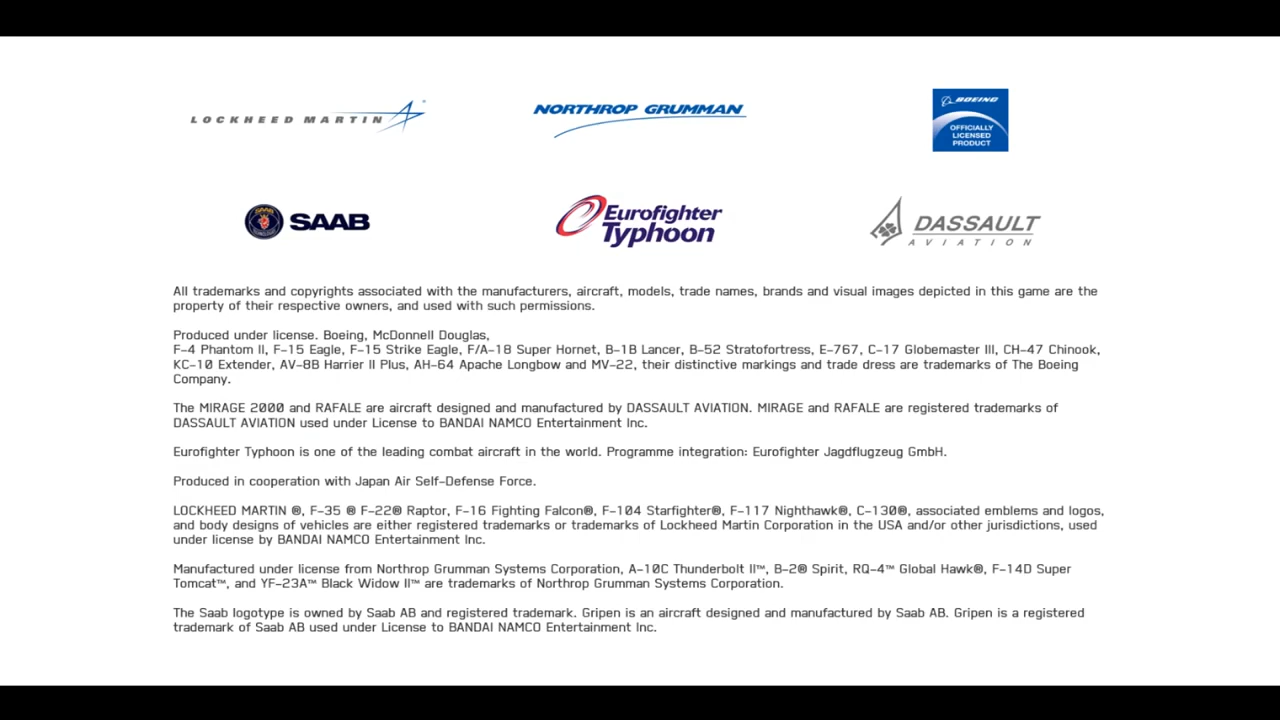 LOCKHEED MARTIN
NORTHROP GRUMMAN
BOEING
OFFICIALLY
LICENSED
PRODUCT
SAAB
SAAB
Eurofighter
Typhoon
DASSAULT
AVIATION
All trademarks and copyrights associated with the manufacturers, aircraft, models, trade names, brands and visual images depicted in this game are the
property of their respective owners, and used with such permissions.
Produced under license. Boeing, McDonnell Douglas,
F-4 Phantom II, F-15 Eagle, F-15 Strike Eagle, F/A-18 Super Hornet, B-1B Lancer, B-52 Stratofortress, E-767, C-17 Globemaster III, CH-47 Chinook,
KC-10 Extender, AV-8B Harrier II Plus, AH-64 Apache Longbow and MV-22, their distinctive markings and trade dress are trademarks of The Boeing
Company.
The MIRAGE 2000 and RAFALE are aircraft designed and manufactured by DASSAULT AVIATION. MIRAGE and RAFALE are registered trademarks of
DASSAULT AVIATION used under License to BANDAI NAMCO Entertainment Inc.
Eurofighter Typhoon is one of the leading combat aircraft in the world. Programme integration: Eurofighter Jagdflugzeug GmbH.
Produced in cooperation with Japan Air Self-Defense Force.
LOCKHEED MARTIN ®, F-35 ® F-22® Raptor, F-16 Fighting Falcon®, F-104 Starfighter®, F-117 Nighthawk®, C-130®, associated emblems and logos,
and body designs of vehicles are either registered trademarks or trademarks of Lockheed Martin Corporation in the USA and/or other jurisdictions, used
under license by BANDAI NAMCO Entertainment Inc.
Manufactured under license from Northrop Grumman Systems Corporation, A-10C Thunderbolt II™, B-2® Spirit, RQ-4™ Global Hawk®, F-14D Super
Tomcat™, and YF-23A™ Black Widow II™ are trademarks of Northrop Grumman Systems Corporation.
The Saab logotype is owned by Saab AB and registered trademark. Gripen is an aircraft designed and manufactured by Saab AB. Gripen is a registered
trademark of Saab AB used under License to BANDAI NAMCO Entertainment Inc.